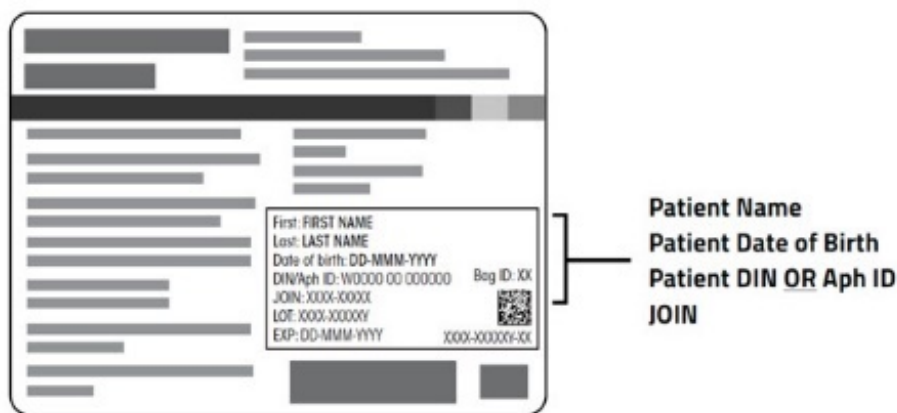 First: FIRST NAME
Last: LAST NAME
Date of birth: DD-MMM-YYYY
DIN/Aph ID: W0000 00 000000
Bag ID: XX
JOIN: XXXX-XXXXX
LOT: XXXX-XXXXXY
EXP: DD-MMM-YYYY
XXXX-XXXXXY-XX
Patient Name
Patient Date of Birth
Patient DIN OR Aph ID
JOIN